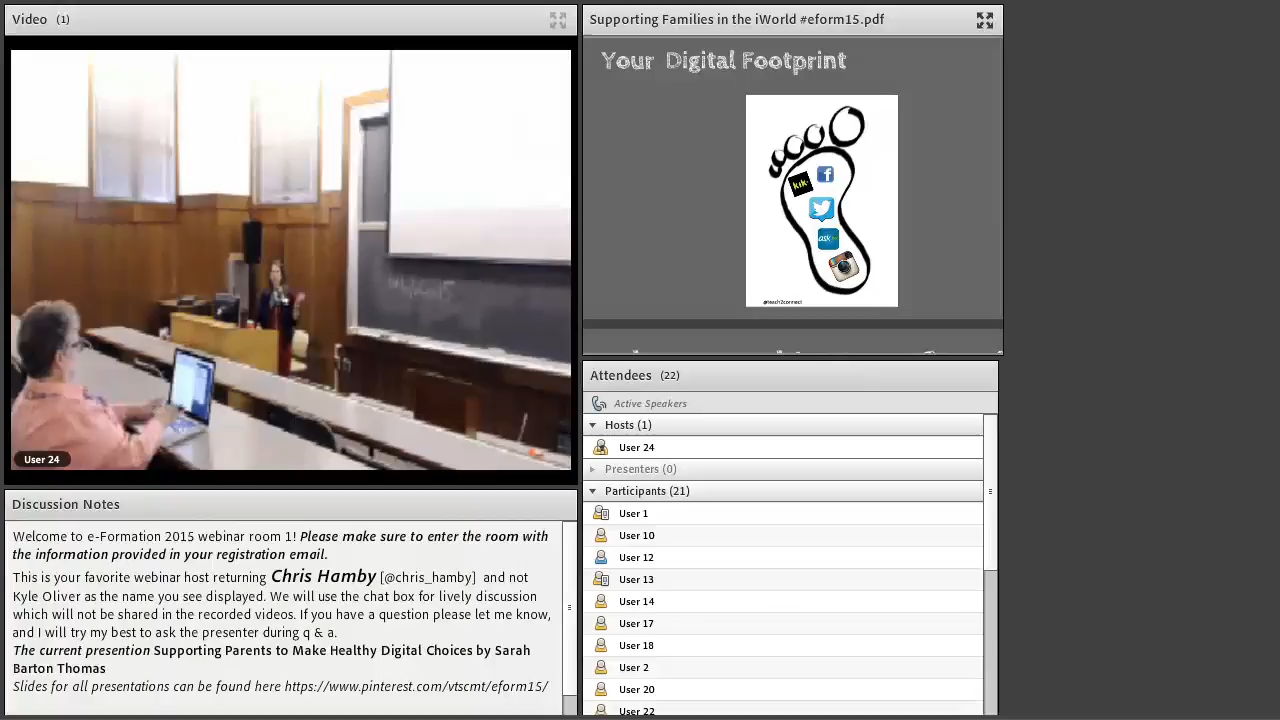 Video (1)
User 24
Discussion Notes
Welcome to e-Formation 2015 webinar room 1! Please make sure to enter the room with
the information provided in your registration email.
This is your favorite webinar host returning Chris Hamby [@chris_hamby] and not
Kyle Oliver as the name you see displayed. We will use the chat box for lively discussion
which will not be shared in the recorded videos. If you have a question please let me know,
and I will try my best to ask the presenter during q & a.
The current presention Supporting Parents to Make Healthy Digital Choices by Sarah
Barton Thomas
Slides for all presentations can be found here https://www.pinterest.com/vtscmt/eform15/
Supporting Families in the iWorld #eform15.pdf
Your Digital Footprint
kik
f
ask
@teach2connect
Attendees (22)
Active Speakers
Hosts (1)
User 24
Presenters (0)
Participants (21)
User 1
User 10
User 12
User 13
User 14
User 17
User 18
User 2
User 20
User 22